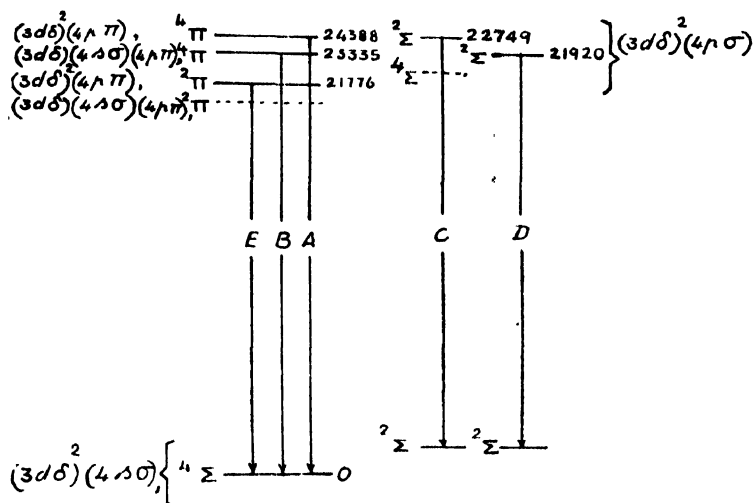 (3dδ)²(4pπ), ⁴Π 24388
(3dδ)(4sσ)(4pπ), ⁴Π 23335
(3dδ)²(4pπ), ²Π 21776
(3dδ)(4sσ)(4pπ), ²Π
²Σ 22749
²Σ 21920
⁴Σ
(3dδ)²(4pσ)
E B A C D
²Σ ²Σ
(3dδ)²(4sσ), ⁴Σ 0